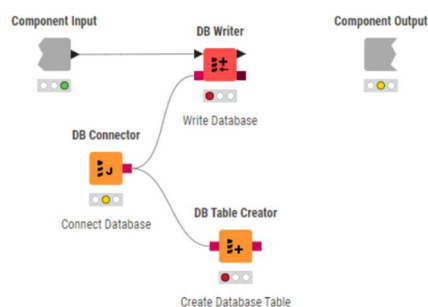 Component Input
Component Output
DB Writer
Write Database
DB Connector
Connect Database
DB Table Creator
Create Database Table